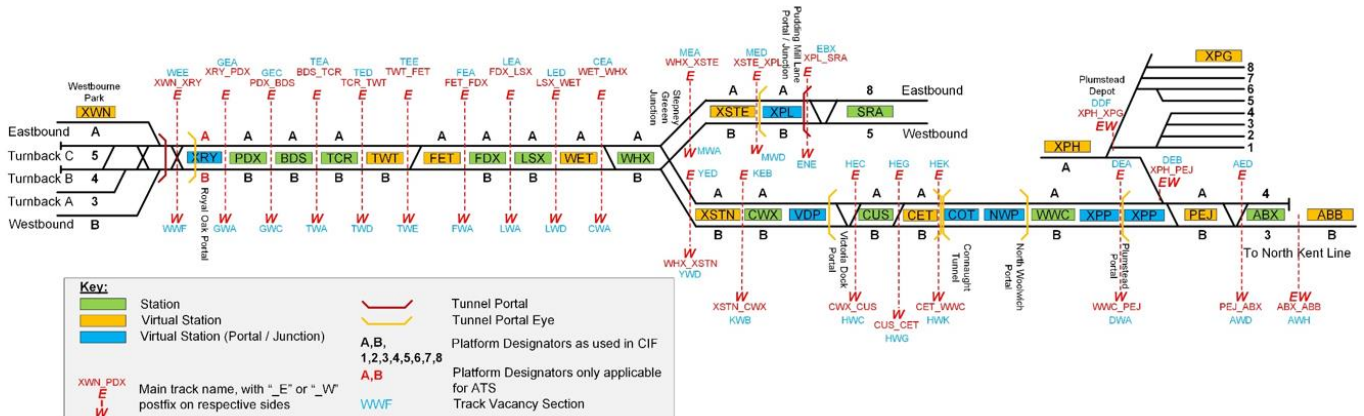 Westbourne
Park
XWN
Eastbound A
Turnback C 5
Turnback B 4
Turnback A 3
Westbound B
WEE
XWN_XRY
E
GEA
XRY_PDX
E
GEC
PDX_BDS
E
TEA
BDS_TCR
E
TED
TCR_TWT
E
TEE
TWT_FET
E
FEA
FET_FDX
E
LEA
FDX_LSX
E
LED
LSX_WET
E
CEA
WET_WHX
E
A A A A A A A A
XRY PDX BDS TCR TWT FET FDX LSX WET WHX
B B B B B B B
Royal Oak Portal
W W W W W W W W W W
WWF GWA GWC TWA TWD TWE FWA LWA LWD CWA
Stepney
Green
Junction
MEA
WHX_XSTE
E
MED
XSTE_XPL
E
Pudding Mill Lane
Portal / Junction
EBX
XPL_SRA
E
A A 8 Eastbound
XSTE XPL SRA
B B 5 Westbound
W W W
MWA MWD ENE
YED
E
KEB
E
HEC
E
HEG
E
HEK
E
A A A A A A
XSTN CWX VDP CUS CET COT NWP WWC XPP XPP PEJ ABX ABB
B B B B B B
W
WHX_XSTN
YWD
W
XSTN_CWX
KWB
Victoria Dock
Portal
W
CWX_CUS
HWC
W
CUS_CET
HWG
W
CET_WWC
HWK
Connaught
Tunnel
North Woolwich
Portal
Plumstead
Portal
W
WWC_PEJ
DWA
W
PEJ_ABX
AWD
EW
ABX_ABB
AWH
4
3
To North Kent Line
XPH
A
Plumstead
Depot
DDF
XPH_XPG
EW
XPG
8
7
6
5
4
3
2
1
DEA
E
DEB
XPH_PEJ
EW
AED
E
Key:
Station
Virtual Station
Virtual Station (Portal / Junction)
XWN_PDX
E
W
Main track name, with “_E” or “_W”
postfix on respective sides
Tunnel Portal
Tunnel Portal Eye
A,B,
1,2,3,4,5,6,7,8
Platform Designators as used in CIF
A,B
Platform Designators only applicable
for ATS
WWF
Track Vacancy Section